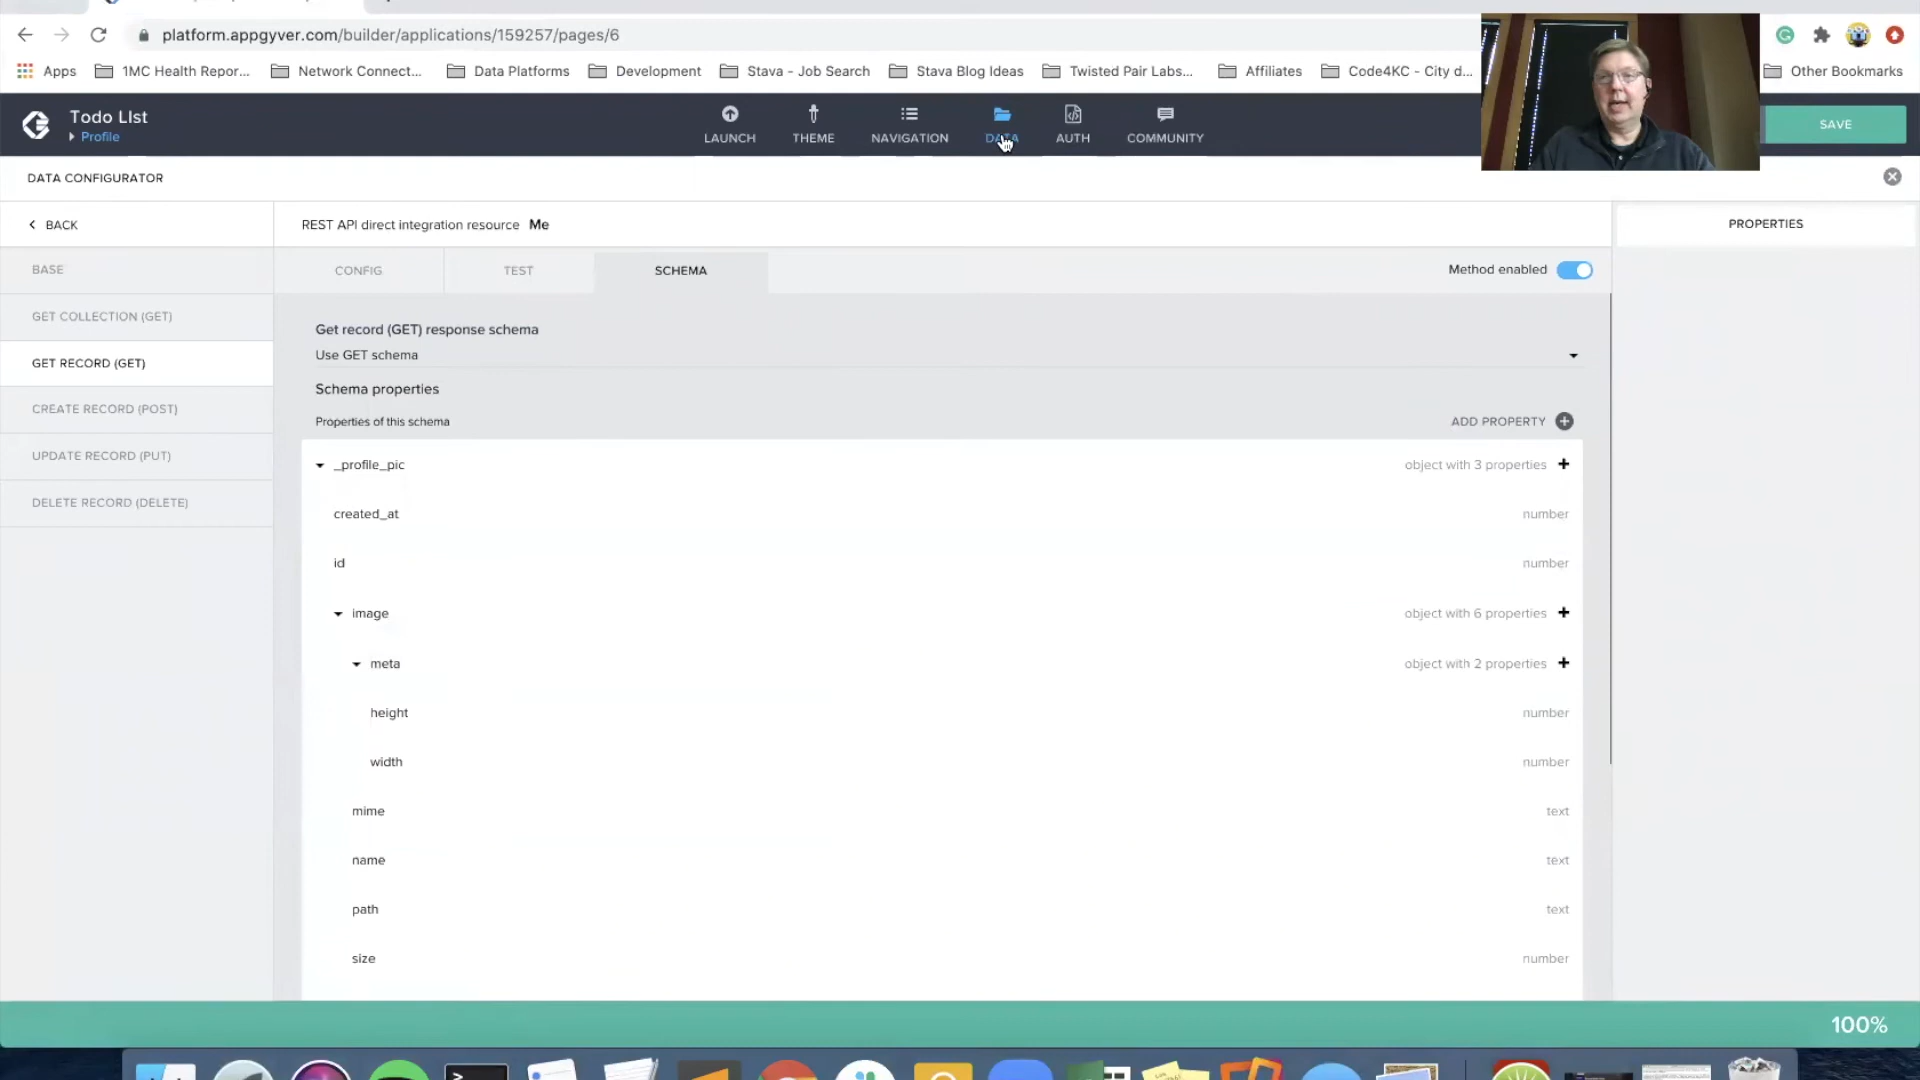 platform.appgyver.com/builder/applications/159257/pages/6
Apps
1MC Health Repor...
Network Connect...
Data Platforms
Development
Stava - Job Search
Stava Blog Ideas
Twisted Pair Labs...
Affiliates
Code4KC - City d...
Other Bookmarks
Todo LIst
Profile
LAUNCH
THEME
NAVIGATION
DATA
AUTH
COMMUNITY
SAVE
DATA CONFIGURATOR
BACK
REST API direct integration resource Me
PROPERTIES
BASE
CONFIG
TEST
SCHEMA
Method enabled
GET COLLECTION (GET)
GET RECORD (GET)
CREATE RECORD (POST)
UPDATE RECORD (PUT)
DELETE RECORD (DELETE)
Get record (GET) response schema
Use GET schema
Schema properties
Properties of this schema
ADD PROPERTY
_profile_pic object with 3 properties
created_at number
id number
image object with 6 properties
meta object with 2 properties
height number
width number
mime text
name text
path text
size number
100%